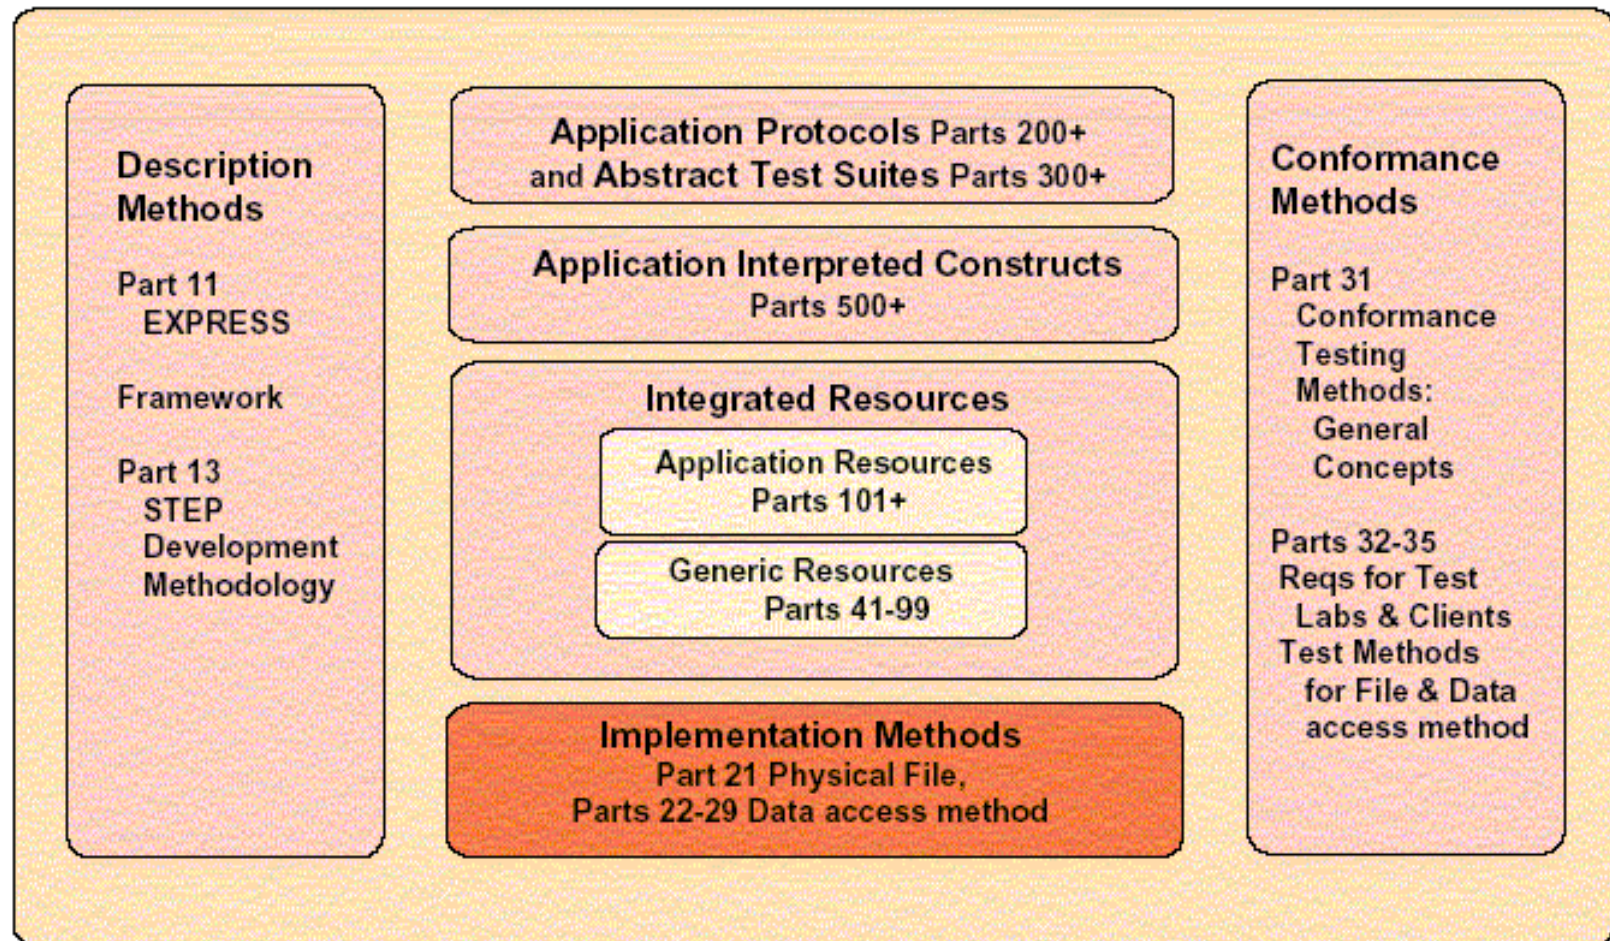 Description
Methods
Part 11
EXPRESS
Framework
Part 13
STEP
Development
Methodology
Application Protocols Parts 200+
and Abstract Test Suites Parts 300+
Application Interpreted Constructs
Parts 500+
Integrated Resources
Application Resources
Parts 101+
Generic Resources
Parts 41-99
Implementation Methods
Part 21 Physical File,
Parts 22-29 Data access method
Conformance
Methods
Part 31
Conformance
Testing
Methods:
General
Concepts
Parts 32-35
Reqs for Test
Labs & Clients
Test Methods
for File & Data
access method